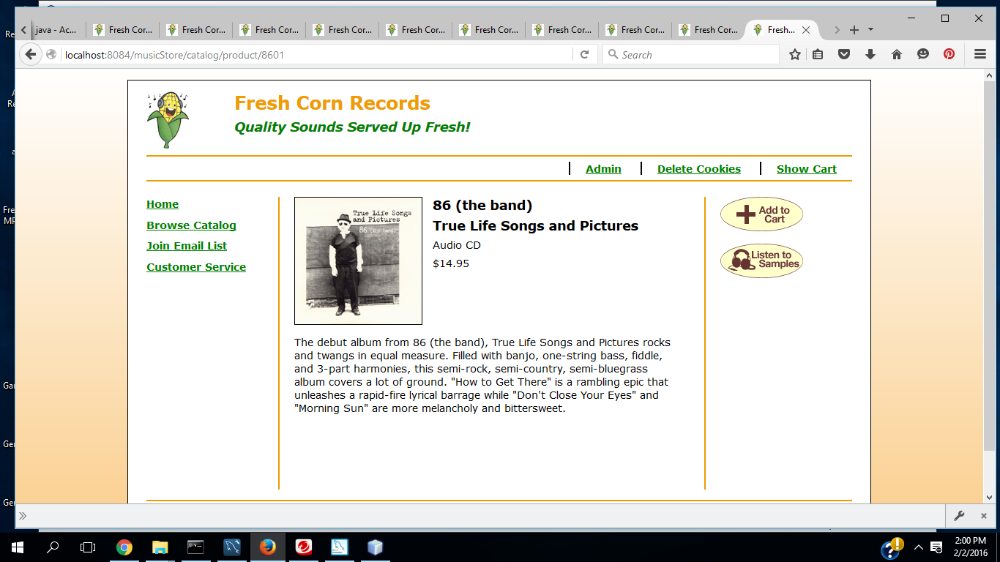 java - Ac...
Fresh Cor...
Fresh Cor...
Fresh Cor...
Fresh Cor...
Fresh Cor...
Fresh Cor...
Fresh Cor...
Fresh Cor...
Fresh Cor...
Fresh...
localhost:8084/musicStore/catalog/product/8601
Search
Fresh Corn Records
Quality Sounds Served Up Fresh!
Admin
Delete Cookies
Show Cart
Home
Browse Catalog
Join Email List
Customer Service
True Life Songs
and Pictures
86 (the band)
86 (the band)
True Life Songs and Pictures
Audio CD
$14.95
Add to
Cart
Listen to
Samples
The debut album from 86 (the band), True Life Songs and Pictures rocks
and twangs in equal measure. Filled with banjo, one-string bass, fiddle,
and 3-part harmonies, this semi-rock, semi-country, semi-bluegrass
album covers a lot of ground. "How to Get There" is a rambling epic that
unleashes a rapid-fire lyrical barrage while "Don't Close Your Eyes" and
"Morning Sun" are more melancholy and bittersweet.
Re
Re
Fre
MP
Gar
Ger
Ger
2:00 PM
2/2/2016